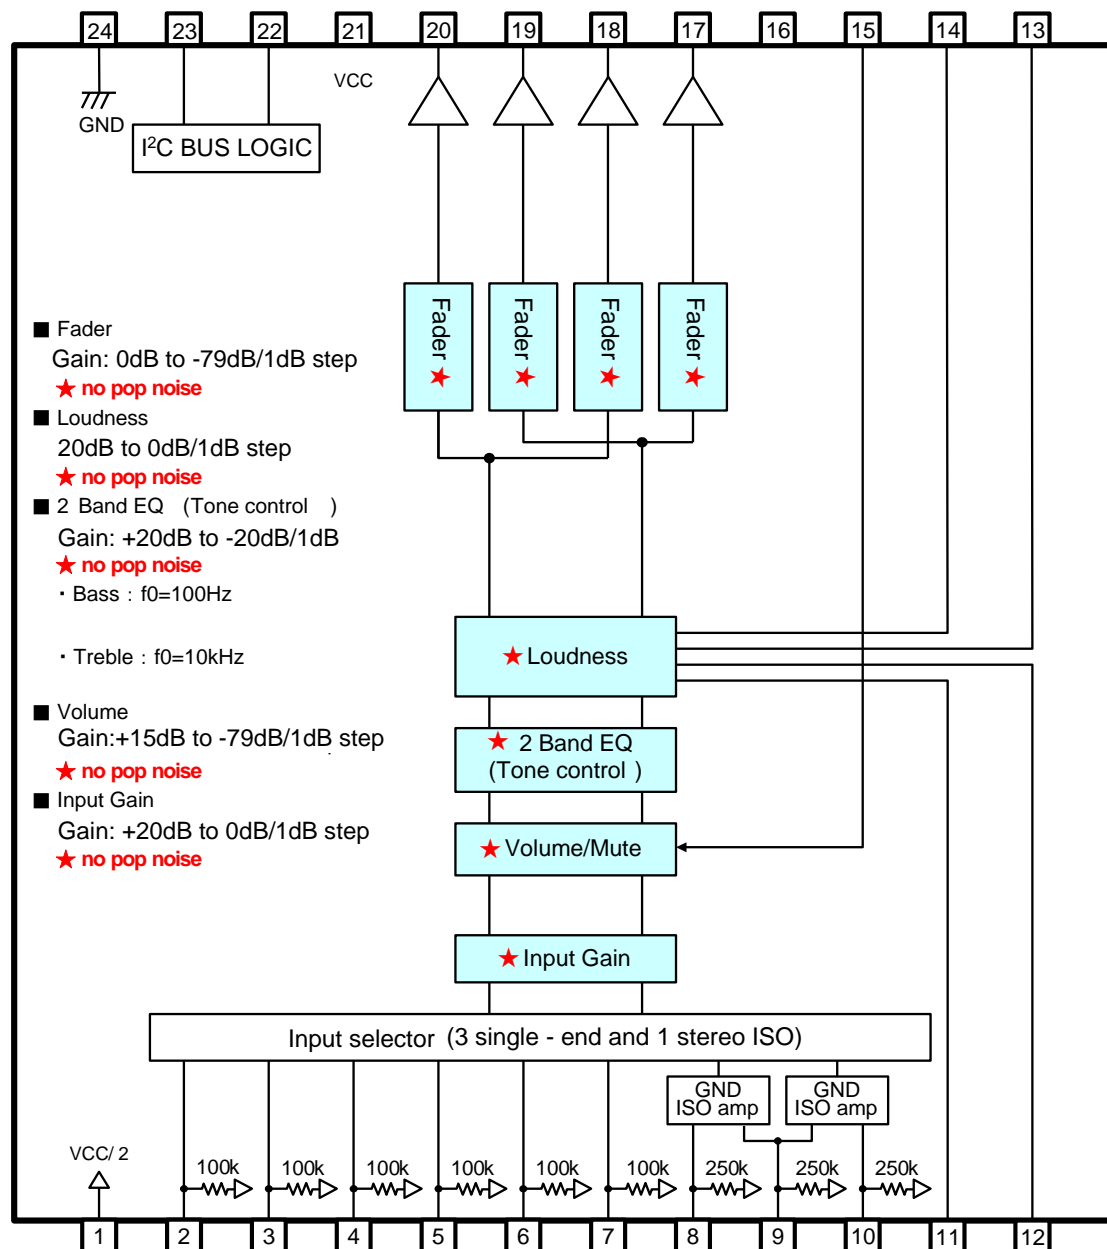 24 23 22 21 20 19 18 17 16 15 14 13
VCC
GND
I²C BUS LOGIC
Fader Fader Fader Fader
★ ★ ★ ★
■ Fader
Gain: 0dB to -79dB/1dB step
★ no pop noise
■ Loudness
20dB to 0dB/1dB step
★ no pop noise
■ 2 Band EQ (Tone control )
Gain: +20dB to -20dB/1dB
★ no pop noise
・Bass : f0=100Hz
・Treble : f0=10kHz
■ Volume
Gain:+15dB to -79dB/1dB step
★ no pop noise
■ Input Gain
Gain: +20dB to 0dB/1dB step
★ no pop noise
★ Loudness
★ 2 Band EQ
(Tone control )
★ Volume/Mute
★ Input Gain
Input selector (3 single - end and 1 stereo ISO)
GND
ISO amp
GND
ISO amp
VCC/ 2
100k 100k 100k 100k 100k 100k 250k 250k 250k
1 2 3 4 5 6 7 8 9 10 11 12